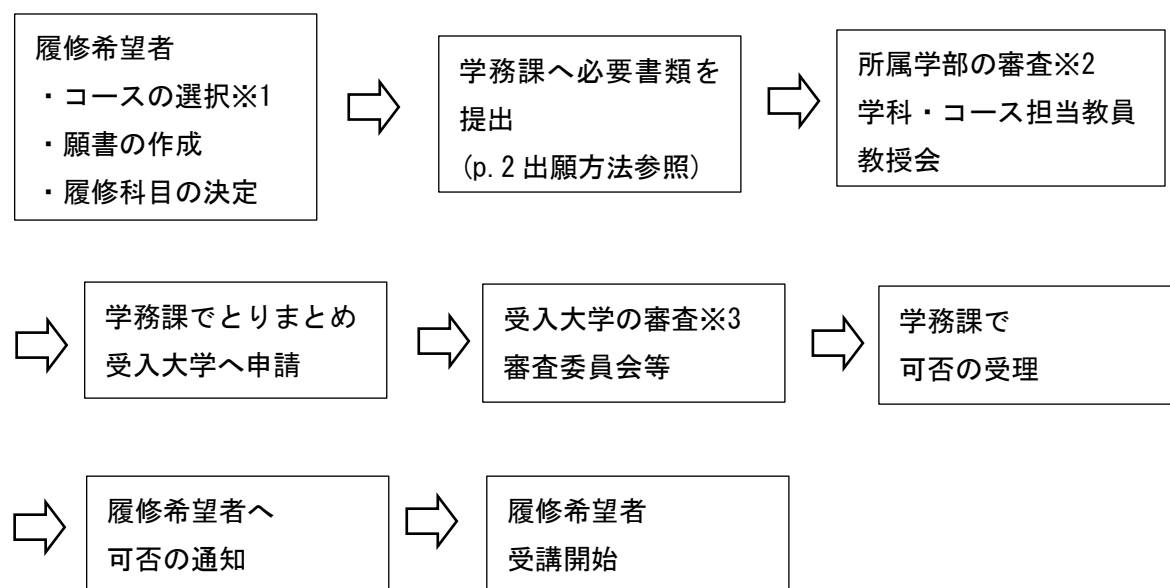 履修希望者
・コースの選択※1
・願書の作成
・履修科目の決定
学務課へ必要書類を
提出
(p.2 出願方法参照)
所属学部の審査※2
学科・コース担当教員
教授会
学務課でとりまとめ
受入大学へ申請
受入大学の審査※3
審査委員会等
学務課で
可否の受理
履修希望者へ
可否の通知
履修希望者
受講開始